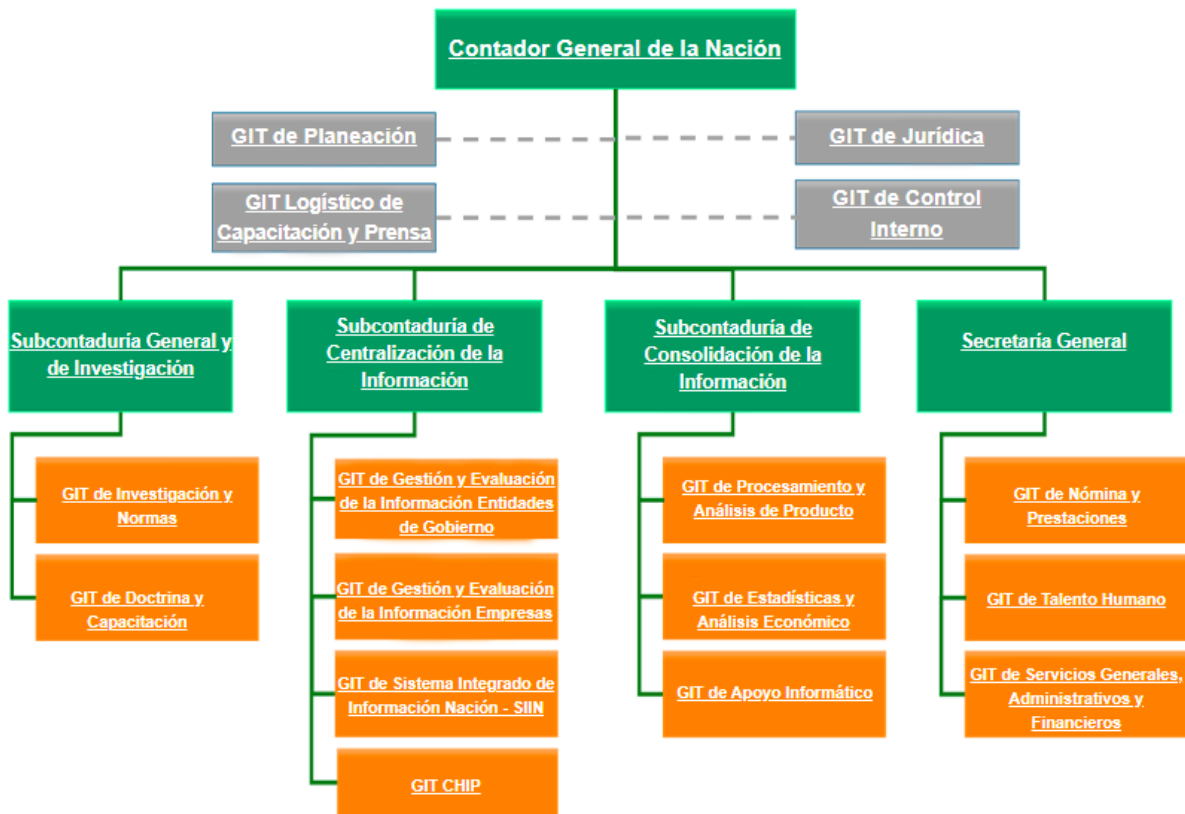 Contador General de la Nación
GIT de Planeación
GIT de Jurídica
GIT Logístico de
Capacitación y Prensa
GIT de Control
Interno
Subcontaduría General y
de Investigación
Subcontaduría de
Centralización de la
Información
Subcontaduría de
Consolidación de la
Información
Secretaría General
GIT de Investigación y
Normas
GIT de Doctrina y
Capacitación
GIT de Gestión y Evaluación
de la Información Entidades
de Gobierno
GIT de Gestión y Evaluación
de la Información Empresas
GIT de Sistema Integrado de
Información Nación - SIIN
GIT CHIP
GIT de Procesamiento y
Análisis de Producto
GIT de Estadísticas y
Análisis Económico
GIT de Apoyo Informático
GIT de Nómina y
Prestaciones
GIT de Talento Humano
GIT de Servicios Generales,
Administrativos y
Financieros